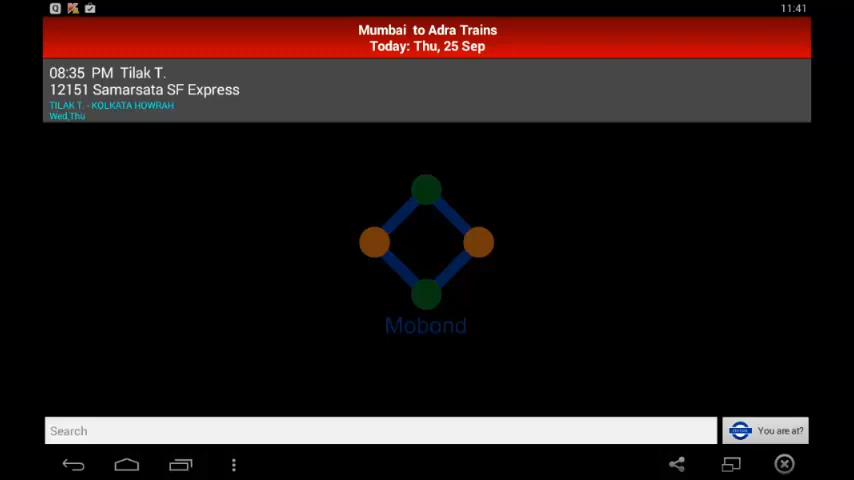 11:41
Mumbai to Adra Trains
Today: Thu, 25 Sep
08:35 PM Tilak T.
12151 Samarsata SF Express
TILAK T. - KOLKATA HOWRAH
Wed,Thu
Moband
Search
You are at?